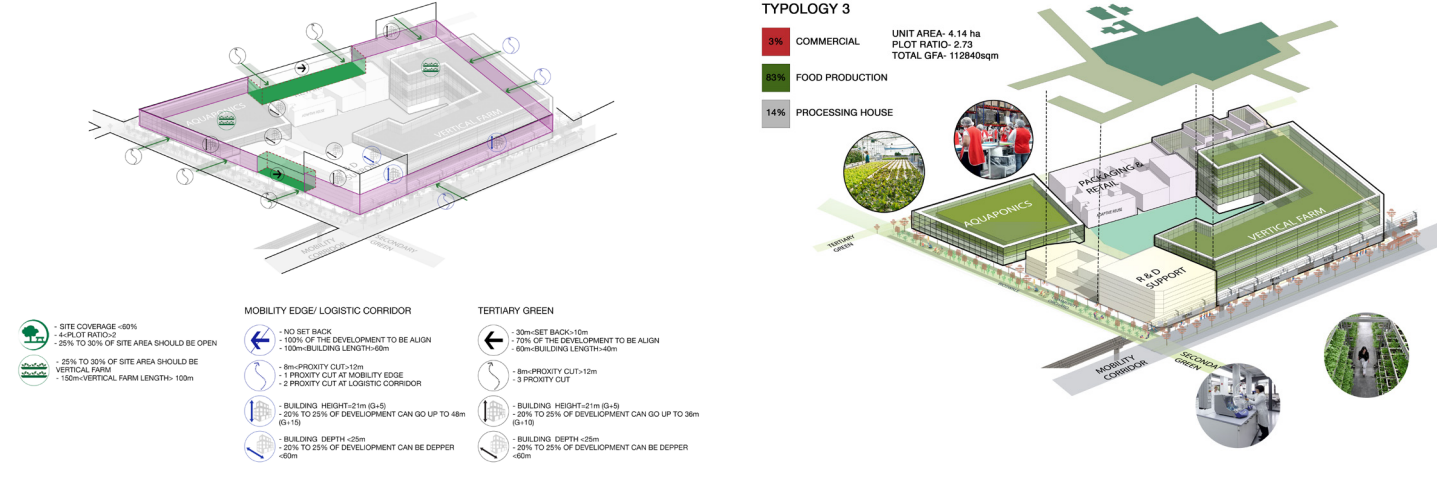 AQUAPONICS
VERTICAL FARM
MOBILITY
CORRIDOR
SECONDARY
GREEN
- SITE COVERAGE <60%
- 4<PLOT RATIO>2
- 25% TO 30% OF SITE AREA SHOULD BE OPEN
- 25% TO 30% OF SITE AREA SHOULD BE
VERTICAL FARM
- 150m<VERTICAL FARM LENGTH> 100m
MOBILITY EDGE/ LOGISTIC CORRIDOR
- NO SET BACK
- 100% OF THE DEVELOPMENT TO BE ALIGN
- 100m<BUILDING LENGTH>60m
- 8m<PROXITY CUT>12m
- 1 PROXITY CUT AT MOBILITY EDGE
- 2 PROXITY CUT AT LOGISTIC CORRIDOR
- BUILDING HEIGHT=21m (G+5)
- 20% TO 25% OF DEVELIOPMENT CAN GO UP TO 48m
(G+15)
- BUILDING DEPTH <25m
- 20% TO 25% OF DEVELIOPMENT CAN BE DEPPER
<60m
TERTIARY GREEN
- 30m<SET BACK>10m
- 70% OF THE DEVELOPMENT TO BE ALIGN
- 60m<BUILDING LENGTH>40m
- 8m<PROXITY CUT>12m
- 3 PROXITY CUT
- BUILDING HEIGHT=21m (G+5)
- 20% TO 25% OF DEVELIOPMENT CAN GO UP TO 36m
(G+10)
- BUILDING DEPTH <25m
- 20% TO 25% OF DEVELIOPMENT CAN BE DEPPER
<60m
TYPOLOGY 3
3% COMMERCIAL
83% FOOD PRODUCTION
14% PROCESSING HOUSE
UNIT AREA- 4.14 ha
PLOT RATIO- 2.73
TOTAL GFA- 112840sqm
PACKAGING &
RETAIL
AQUAPONICS
VERTICAL FARM
R & D
SUPPORT
TERTIARY
GREEN
MOBILITY
CORRIDOR
SECONDA
GREEN